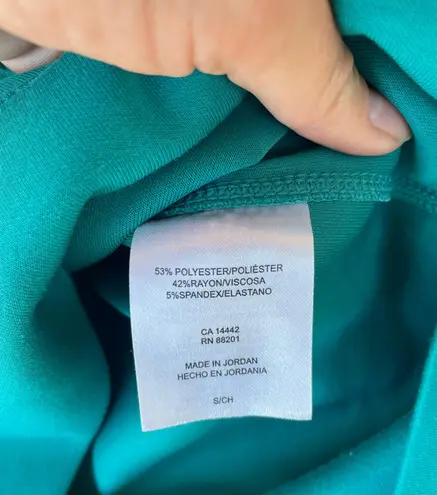 53% POLYESTER/POLIÉSTER
42%RAYON/VISCOSA
5%SPANDEX/ELASTANO
CA 14442
RN 88201
MADE IN JORDAN
HECHO EN JORDANIA
S/CH